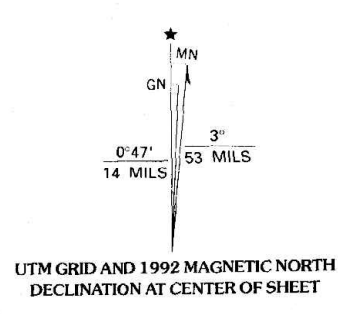 ★
MN
GN
0°47'
14 MILS
3°
53 MILS
UTM GRID AND 1992 MAGNETIC NORTH
DECLINATION AT CENTER OF SHEET